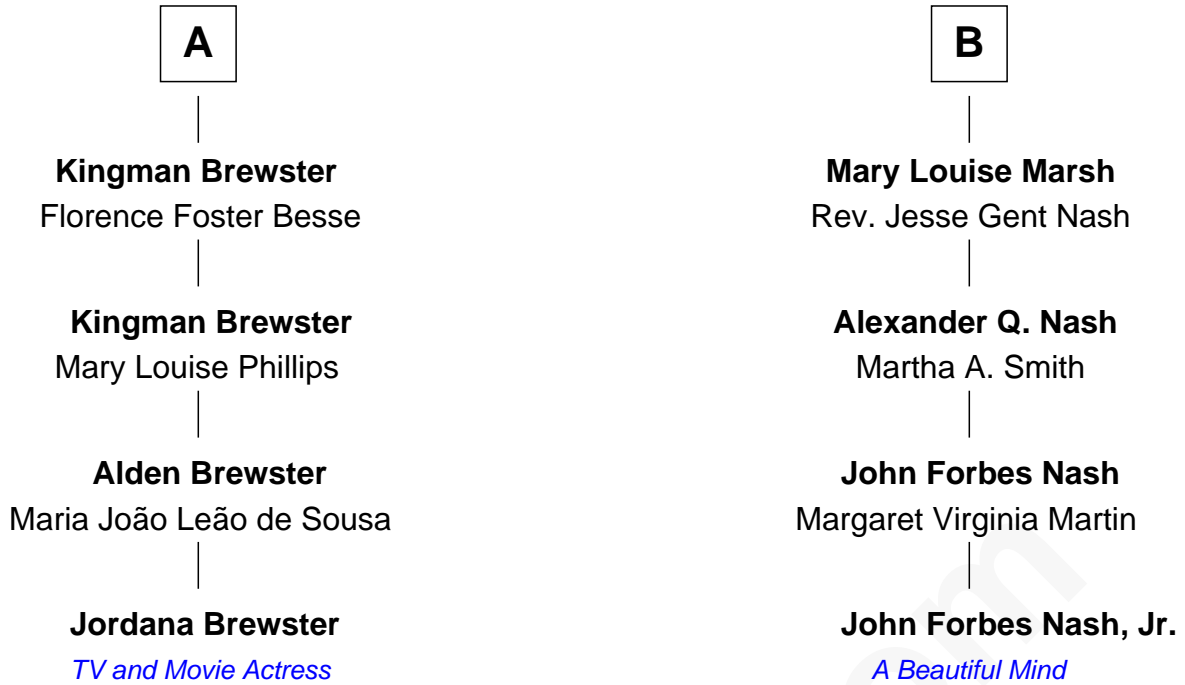 A
Kingman Brewster
Florence Foster Besse
Kingman Brewster
Mary Louise Phillips
Alden Brewster
Maria João Leão de Sousa
Jordana Brewster
TV and Movie Actress
B
Mary Louise Marsh
Rev. Jesse Gent Nash
Alexander Q. Nash
Martha A. Smith
John Forbes Nash
Margaret Virginia Martin
John Forbes Nash, Jr.
A Beautiful Mind